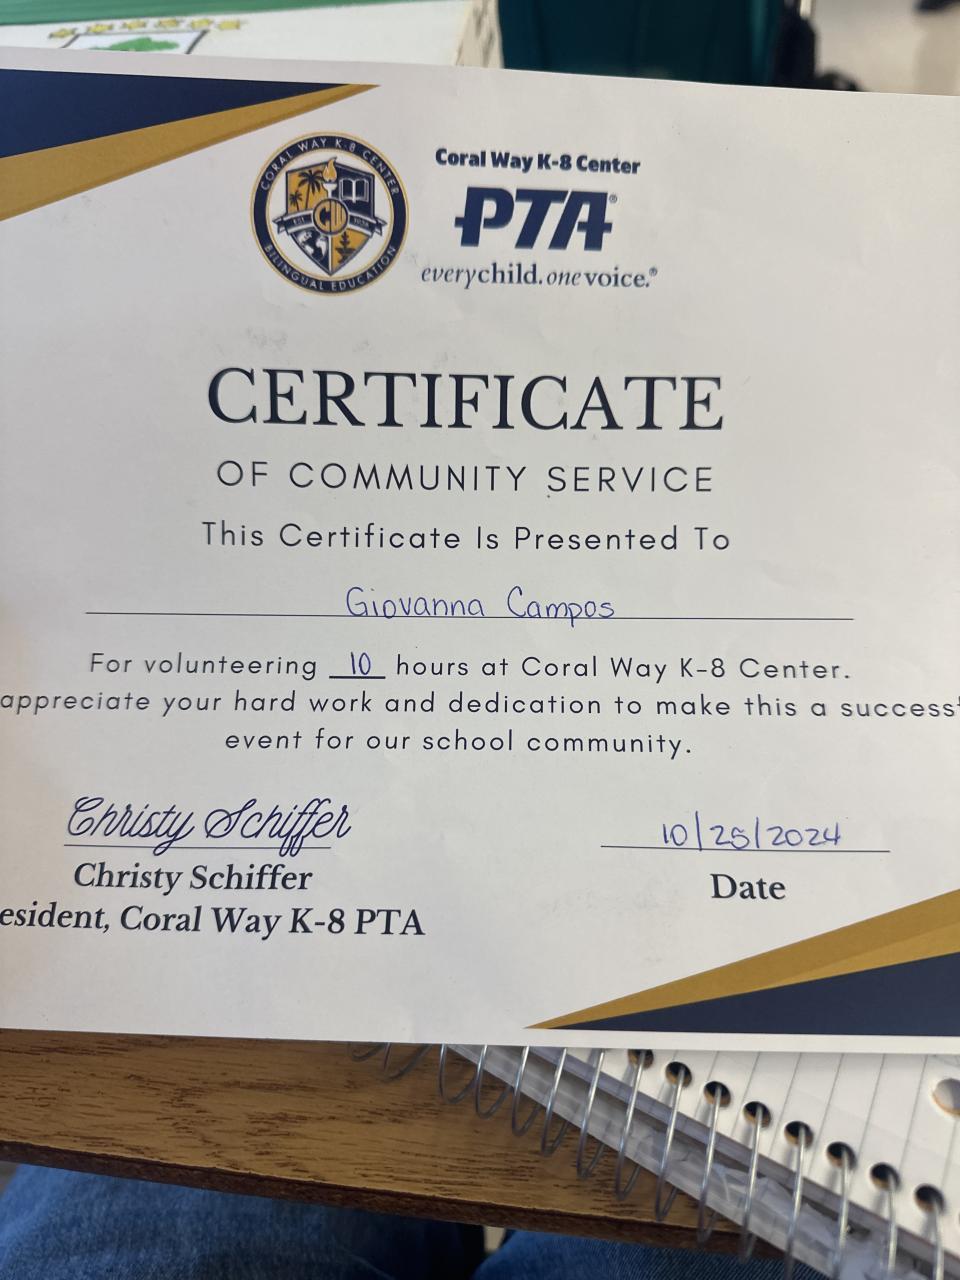 CORAL WAY K-8 CENTER
BILINGUAL EDUCATION
Coral Way K-8 Center
PTA®
everychild.onevoice.®
CERTIFICATE
OF COMMUNITY SERVICE
This Certificate Is Presented To
Giovanna Campos
For volunteering 10 hours at Coral Way K-8 Center.
appreciate your hard work and dedication to make this a success
event for our school community.
Christy Schiffer
10/25/2024
Christy Schiffer
Date
esident, Coral Way K-8 PTA